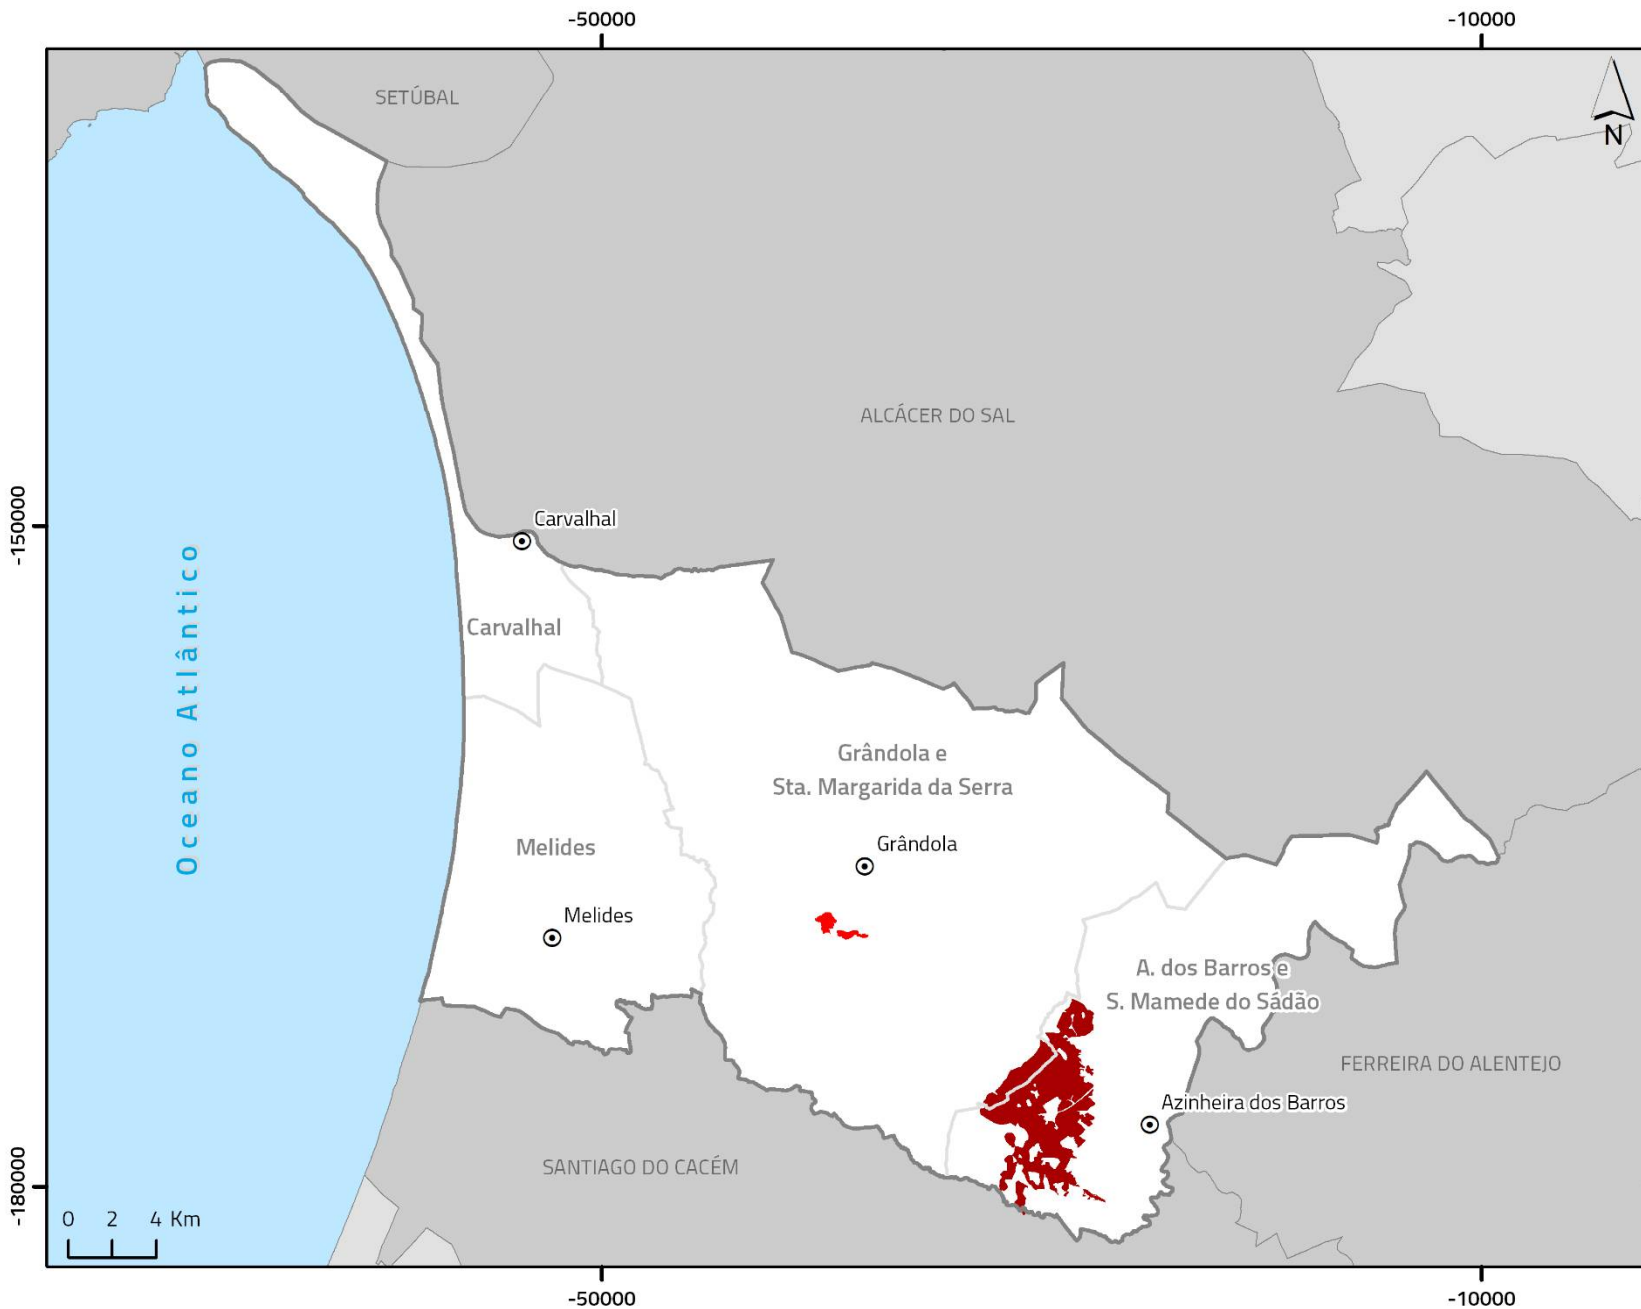 -50000
-10000
SETÚBAL
N
ALCÁCER DO SAL
-150000
Carvalhal
Oceano Atlântico
Carvalhal
Grândola e
Sta. Margarida da Serra
Grândola
Melides
Melides
A. dos Barros e
S. Mamede do Sádão
FERREIRA DO ALENTEJO
Azinheira dos Barros
SANTIAGO DO CACÉM
-180000
0 2 4 Km
-50000
-10000